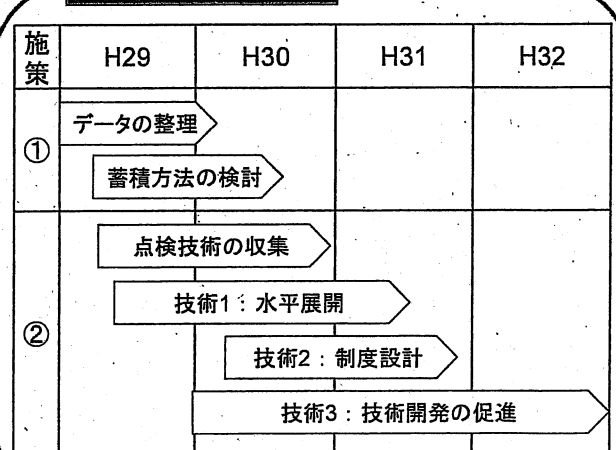 施策 H29 H30 H31 H32
①
データの整理
蓄積方法の検討
②
点検技術の収集
技術1：水平展開
技術2：制度設計
技術3：技術開発の促進